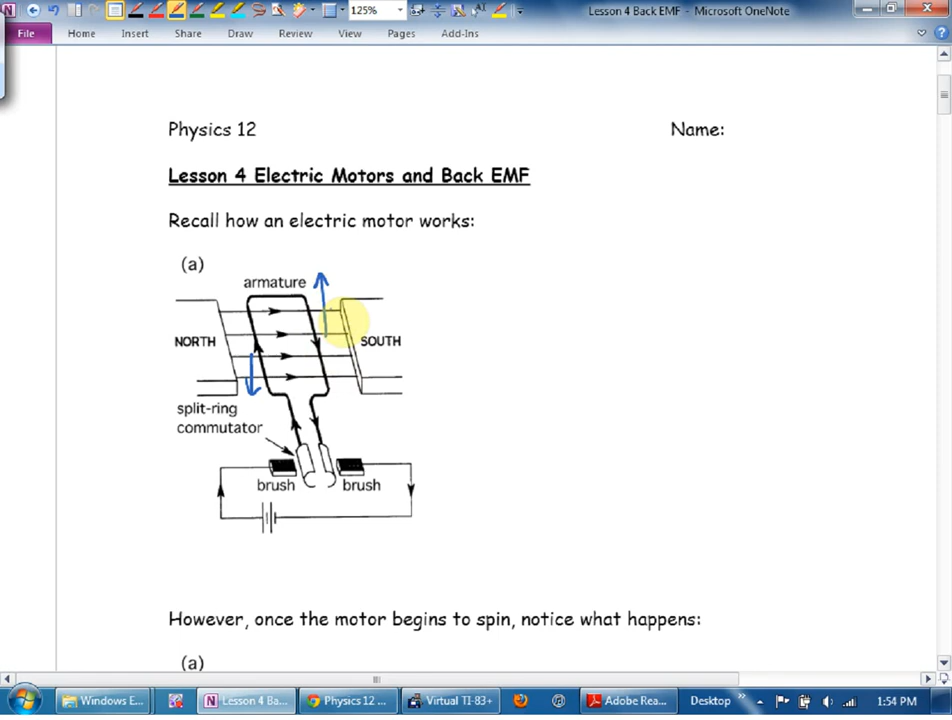 125%
Lesson 4 Back EMF - Microsoft OneNote
File Home Insert Share Draw Review View Pages Add-Ins
Physics 12 Name:
Lesson 4 Electric Motors and Back EMF
Recall how an electric motor works:
(a)
armature
NORTH SOUTH
split-ring
commutator
brush brush
However, once the motor begins to spin, notice what happens:
(a)
Windows E... Lesson 4 Ba... Physics 12 ... Virtual TI-83+ Adobe Rea... Desktop 1:54 PM